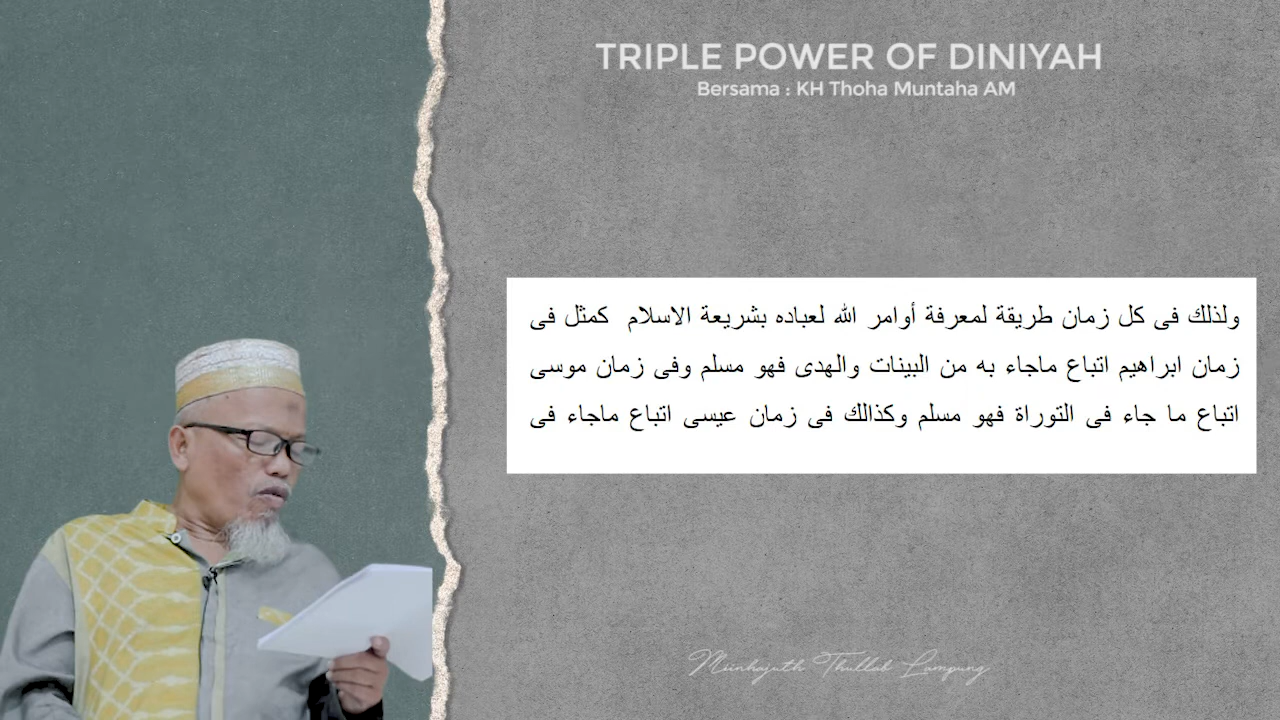 TRIPLE POWER OF DINIYAH
Bersama : KH Thoha Muntaha AM
ولذلك فى كل زمان طريقة لمعرفة أوامر الله لعباده بشريعة الاسلام كمثل فى
زمان ابراهيم اتباع ماجاء به من البينات والهدى فهو مسلم وفى زمان موسى
اتباع ما جاء فى التوراة فهو مسلم وكذالك فى زمان عيسى اتباع ماجاء فى
Miinhajuth Thullab Lampung